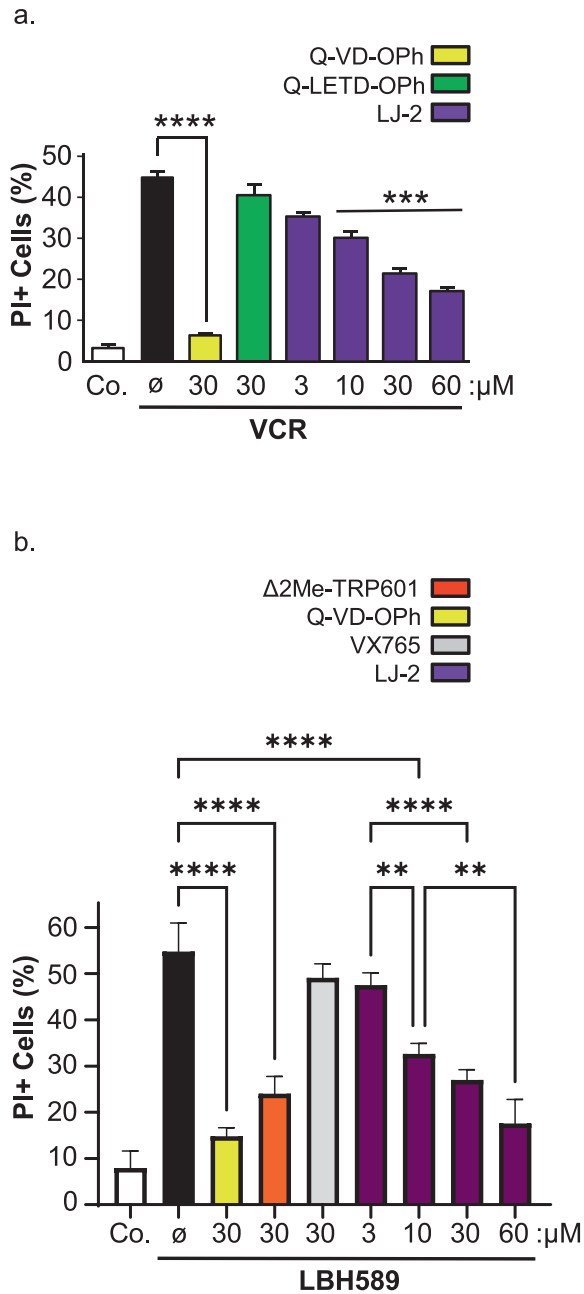 a.
Q-VD-OPh
Q-LETD-OPh
LJ-2
****
***
PI+ Cells (%)
50
40
30
20
10
0
Co. ø 30 30 3 10 30 60 :µM
VCR
b.
Δ2Me-TRP601
Q-VD-OPh
VX765
LJ-2
****
**** ****
**** ** **
PI+ Cells (%)
60
50
40
30
20
10
0
Co. ø 30 30 30 3 10 30 60 :µM
LBH589